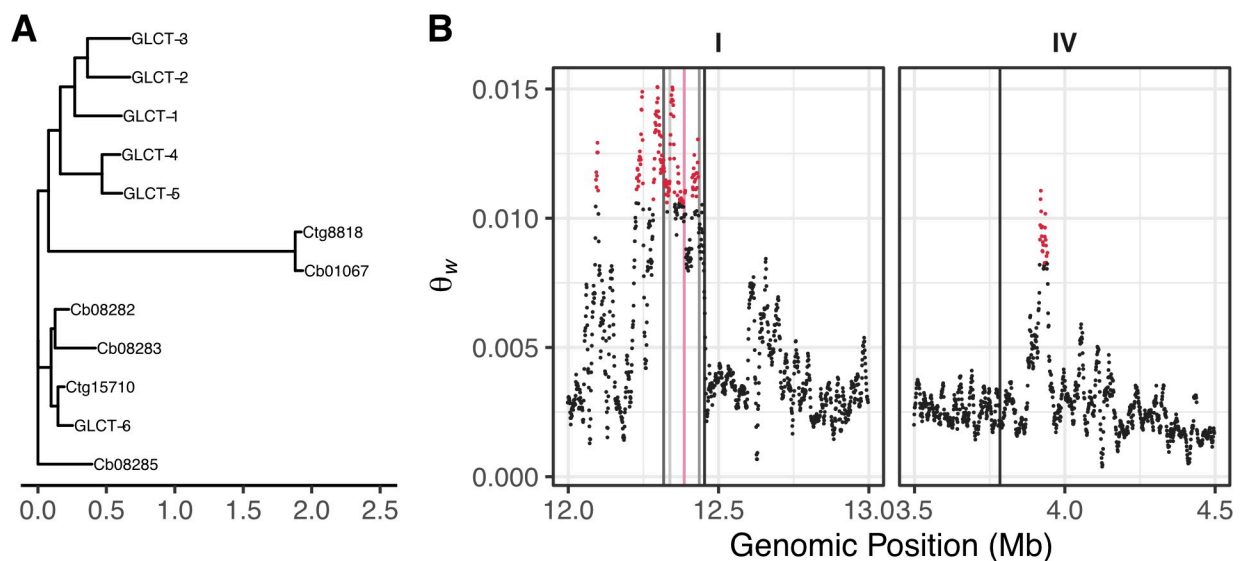 A
GLCT-3
GLCT-2
GLCT-1
GLCT-4
GLCT-5
Ctg8818
Cb01067
Cb08282
Cb08283
Ctg15710
GLCT-6
Cb08285
0.0 0.5 1.0 1.5 2.0 2.5
B
I IV
0.015
0.010
0.005
0.000
θw
12.0 12.5 13.0 3.5 4.0 4.5
Genomic Position (Mb)